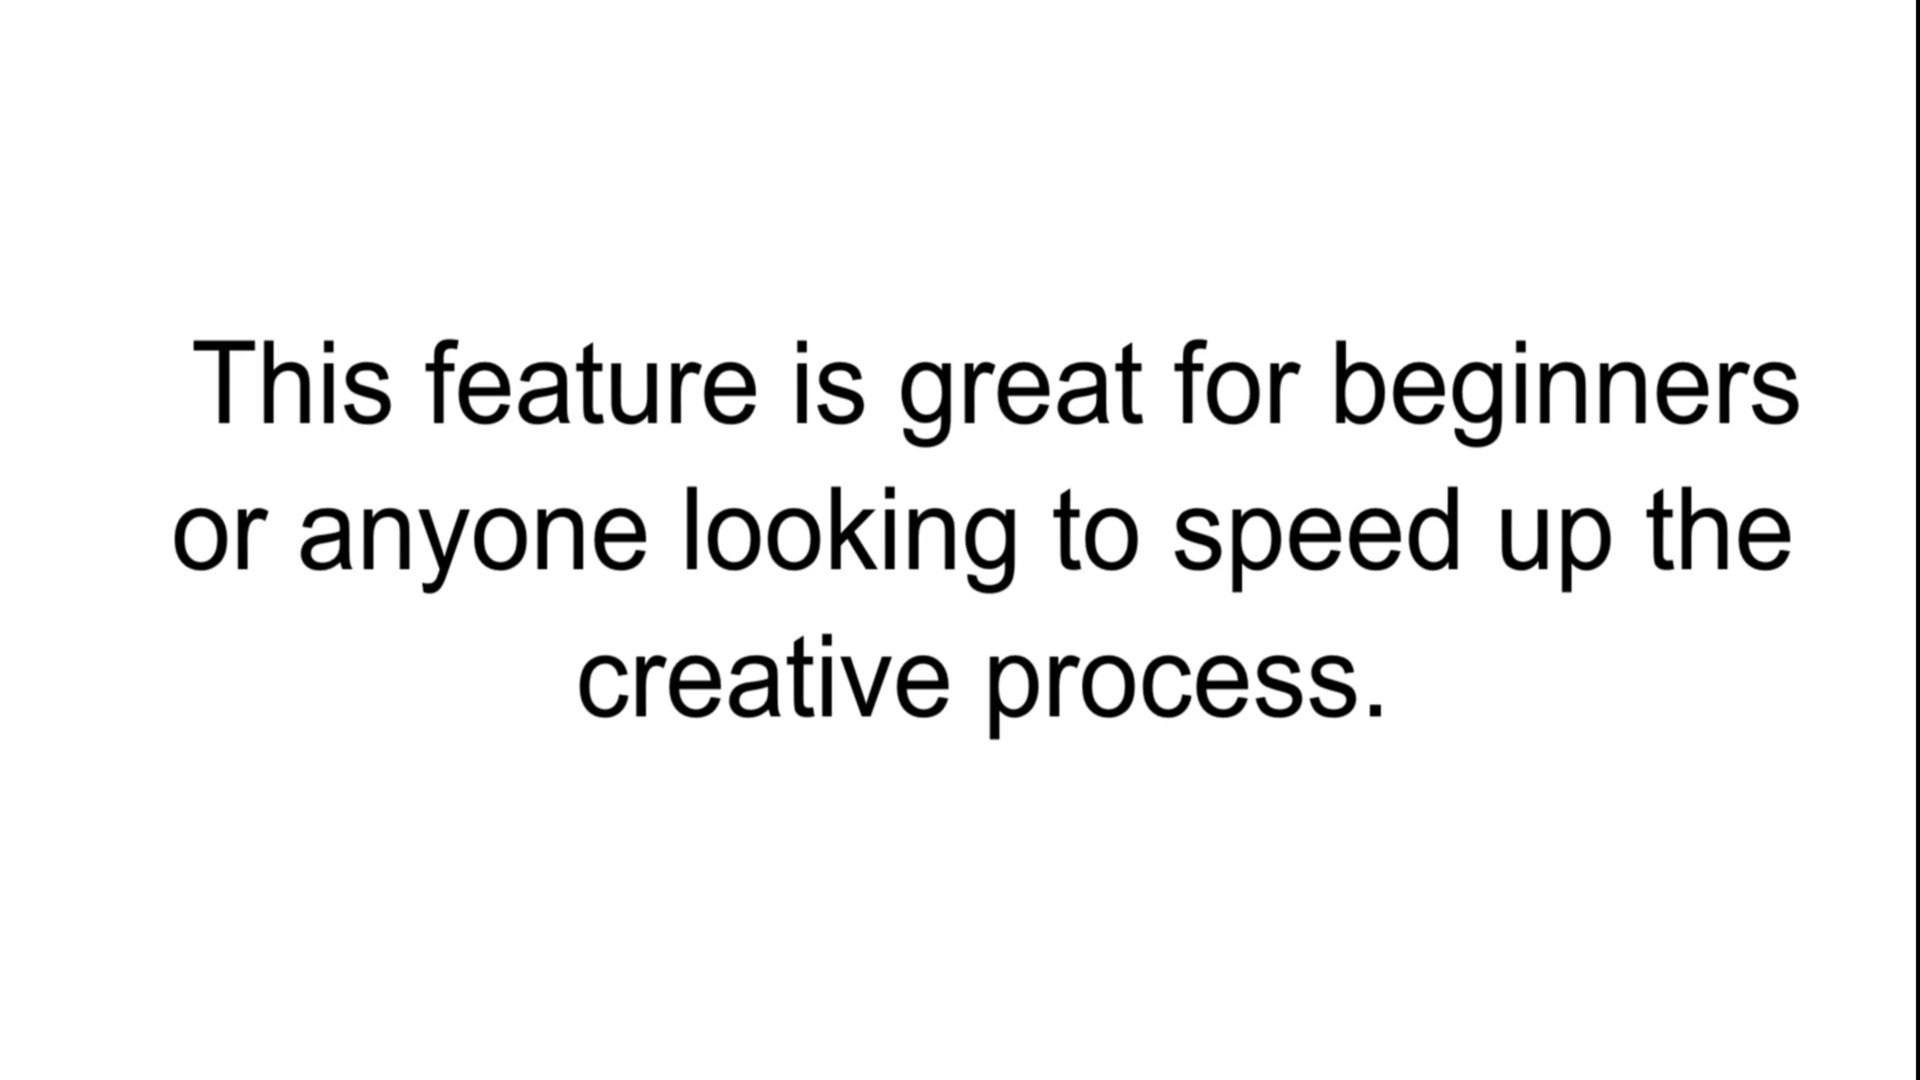 This feature is great for beginners
or anyone looking to speed up the
creative process.